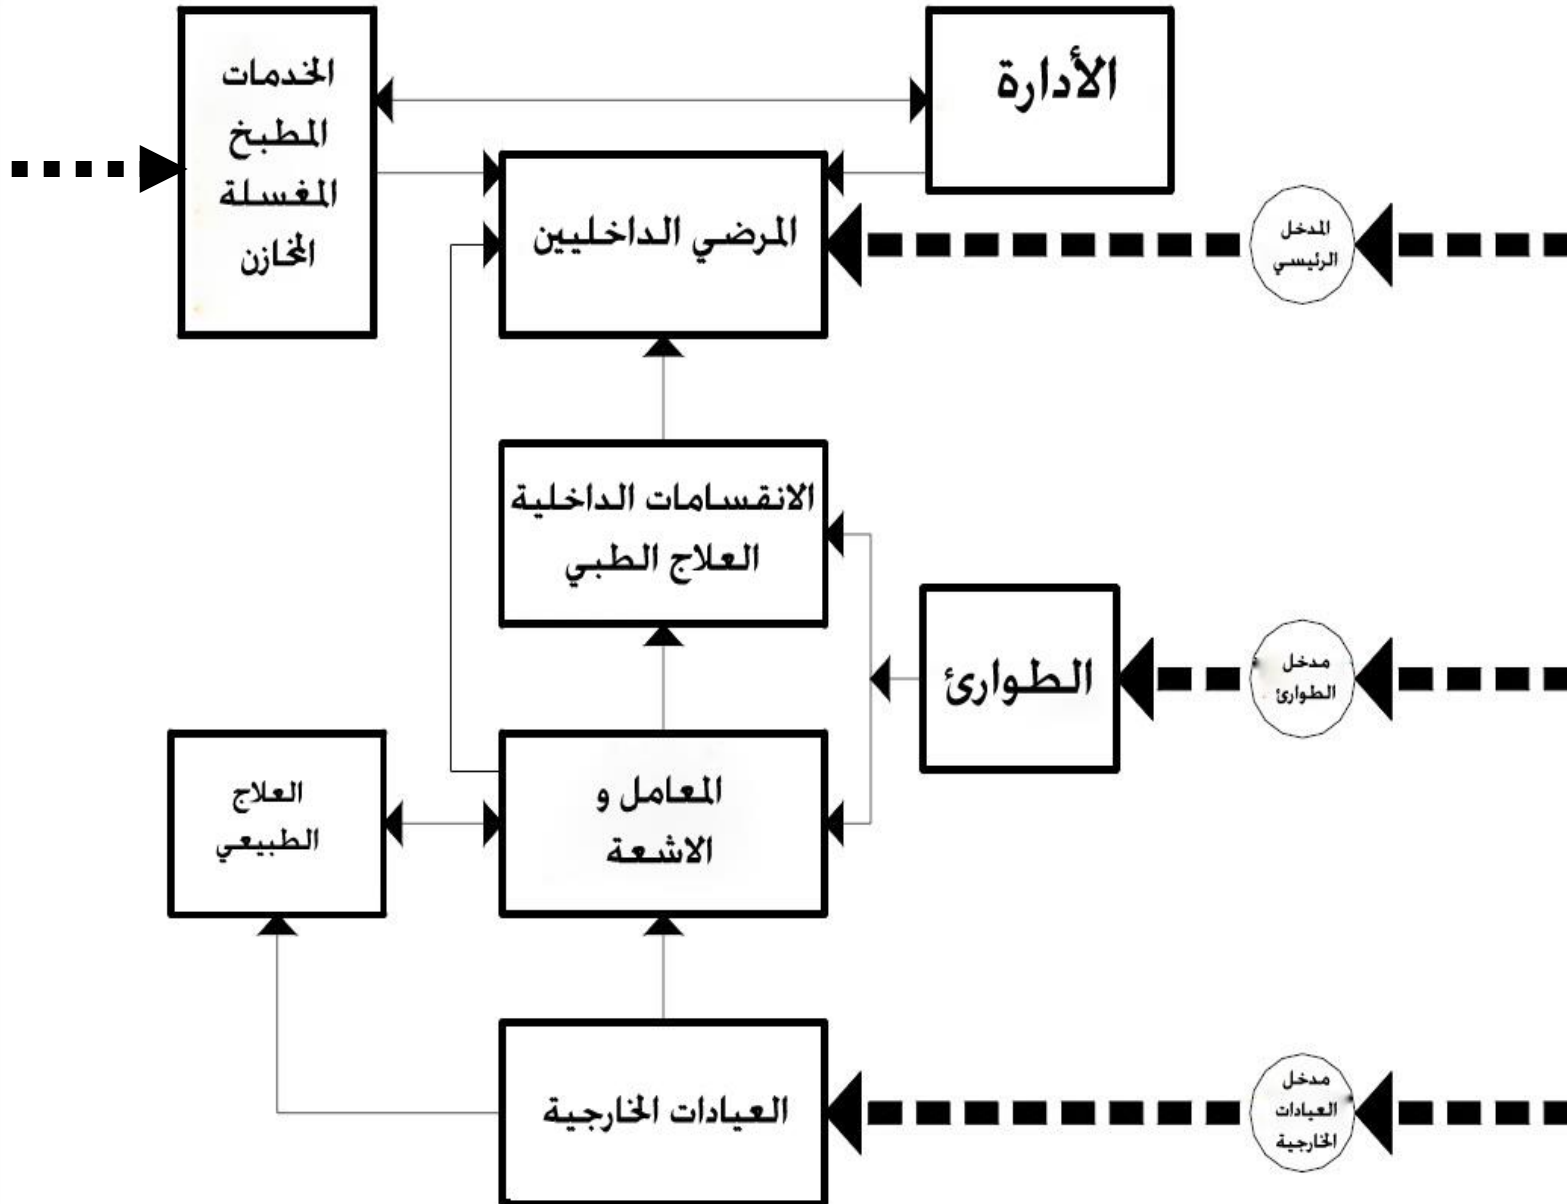 الأدارة
الخدمات
المطبخ
المغسلة
المخازن
المدخل
الرئيسي
المرضي الداخليين
الانقسامات الداخلية
العلاج الطبي
مدخل
الطوارئ
الطوارئ
المعامل و
الاشعة
العلاج
الطبيعي
مدخل
العيادات
الخارجية
العيادات الخارجية